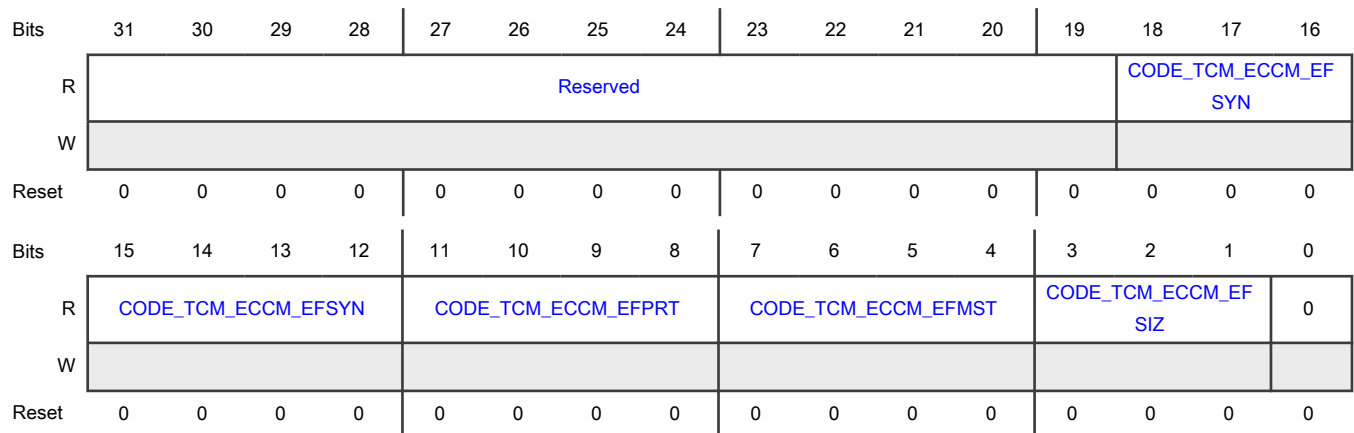 Bits 31 30 29 28 27 26 25 24 23 22 21 20 19 18 17 16
R Reserved CODE_TCM_ECCM_EF
SYN
W
Reset 0 0 0 0 0 0 0 0 0 0 0 0 0 0 0 0
Bits 15 14 13 12 11 10 9 8 7 6 5 4 3 2 1 0
R CODE_TCM_ECCM_EFSYN CODE_TCM_ECCM_EFPRT CODE_TCM_ECCM_EFMST CODE_TCM_ECCM_EF 0
SIZ
W
Reset 0 0 0 0 0 0 0 0 0 0 0 0 0 0 0 0